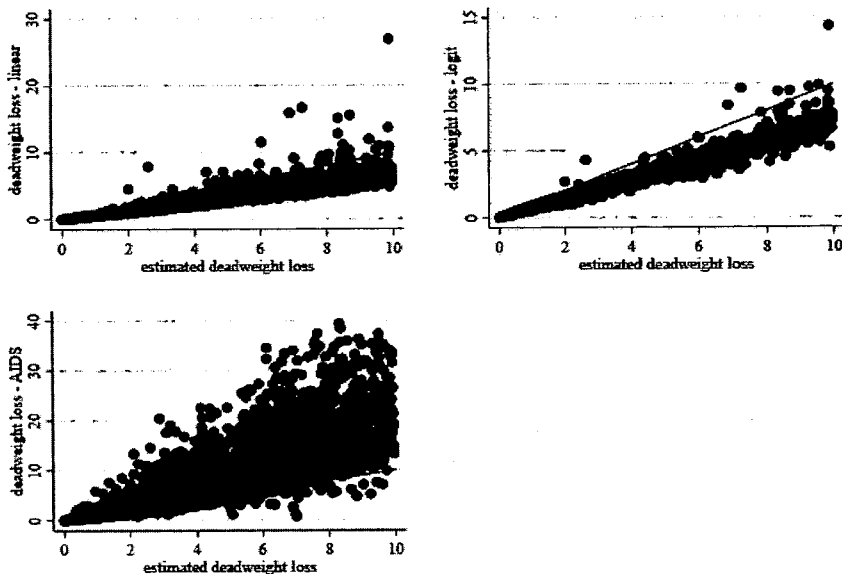 30
20
10
0
deadweight loss - linear
0 2 4 6 8 10
estimated deadweight loss
15
10
5
0
deadweight loss - logit
0 2 4 6 8 10
estimated deadweight loss
40
30
20
10
0
deadweight loss - AIDS
0 2 4 6 8 10
estimated deadweight loss